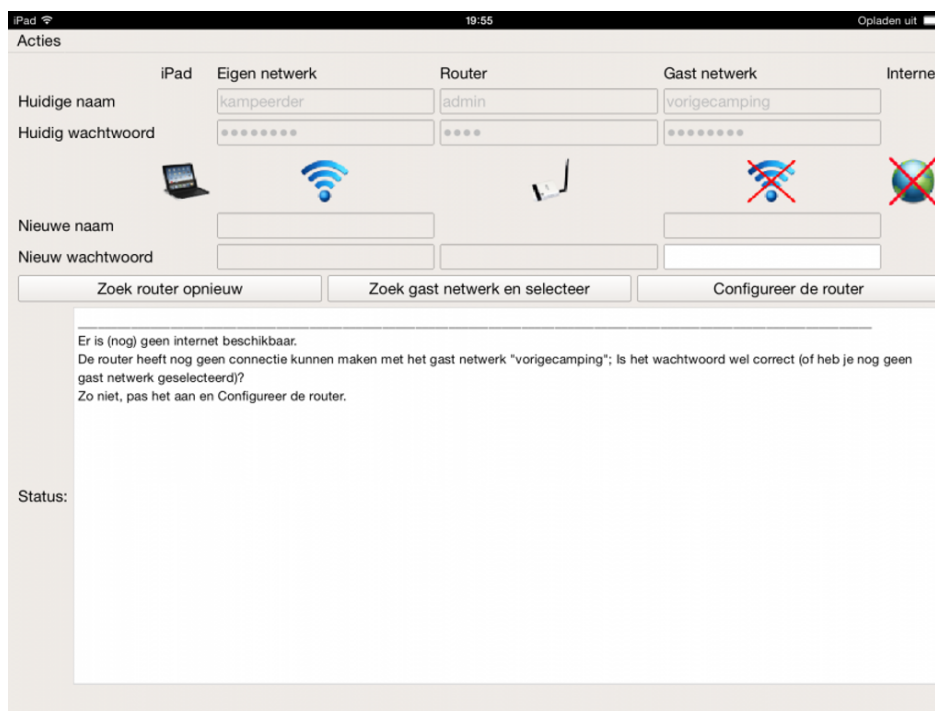 iPad 19:55 Opladen uit
Acties
iPad Eigen netwerk Router Gast netwerk Interne
Huidige naam kampeerder admin vorigecamping
Huidig wachtwoord ●●●●●●●● ●●●● ●●●●●●●●
Nieuwe naam
Nieuw wachtwoord
Zoek router opnieuw Zoek gast netwerk en selecteer Configureer de router
Er is (nog) geen internet beschikbaar.
De router heeft nog geen connectie kunnen maken met het gast netwerk "vorigecamping"; Is het wachtwoord wel correct (of heb je nog geen
gast netwerk geselecteerd)?
Zo niet, pas het aan en Configureer de router.
Status: